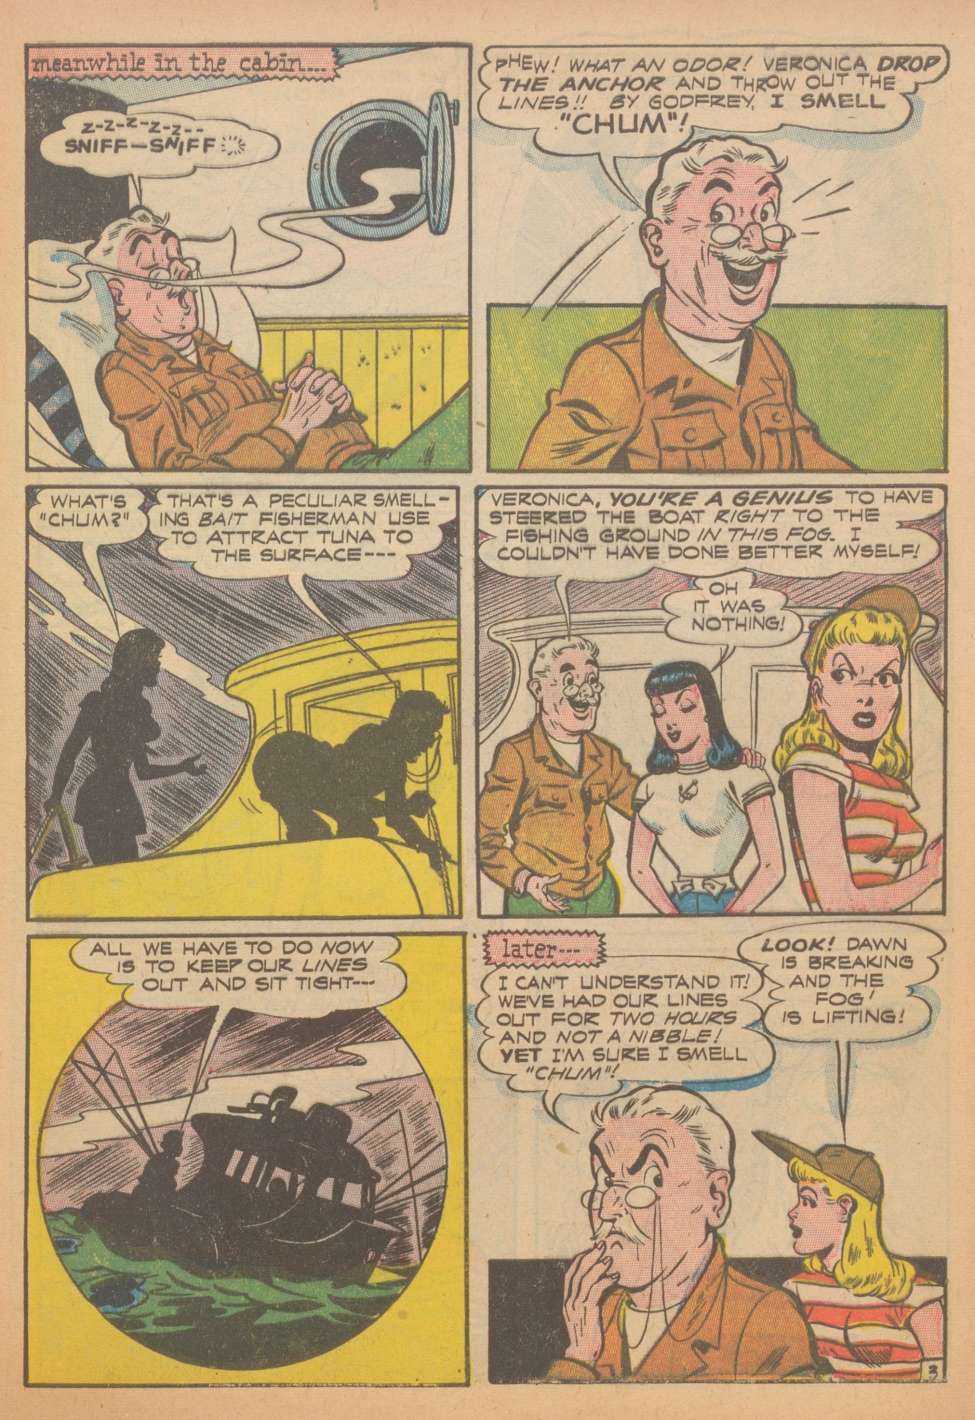 meanwhile in the cabin...
Z-Z-Z-Z-Z--
SNIFF—SNIFF
PHEW! WHAT AN ODOR! VERONICA DROP
THE ANCHOR AND THROW OUT THE
LINES!! BY GODFREY, I SMELL
"CHUM"!
WHAT'S
"CHUM?"
THAT'S A PECULIAR SMELL-
ING BAIT FISHERMAN USE
TO ATTRACT TUNA TO
THE SURFACE---
VERONICA, YOU'RE A GENIUS TO HAVE
STEERED THE BOAT RIGHT TO THE
FISHING GROUND IN THIS FOG. I
COULDN'T HAVE DONE BETTER MYSELF!
OH
IT WAS
NOTHING!
ALL WE HAVE TO DO NOW
IS TO KEEP OUR LINES
OUT AND SIT TIGHT---
later---
I CAN'T UNDERSTAND IT!
WE'VE HAD OUR LINES
OUT FOR TWO HOURS
AND NOT A NIBBLE!
YET I'M SURE I SMELL
"CHUM"!
LOOK! DAWN
IS BREAKING
AND THE
FOG
IS LIFTING!
3